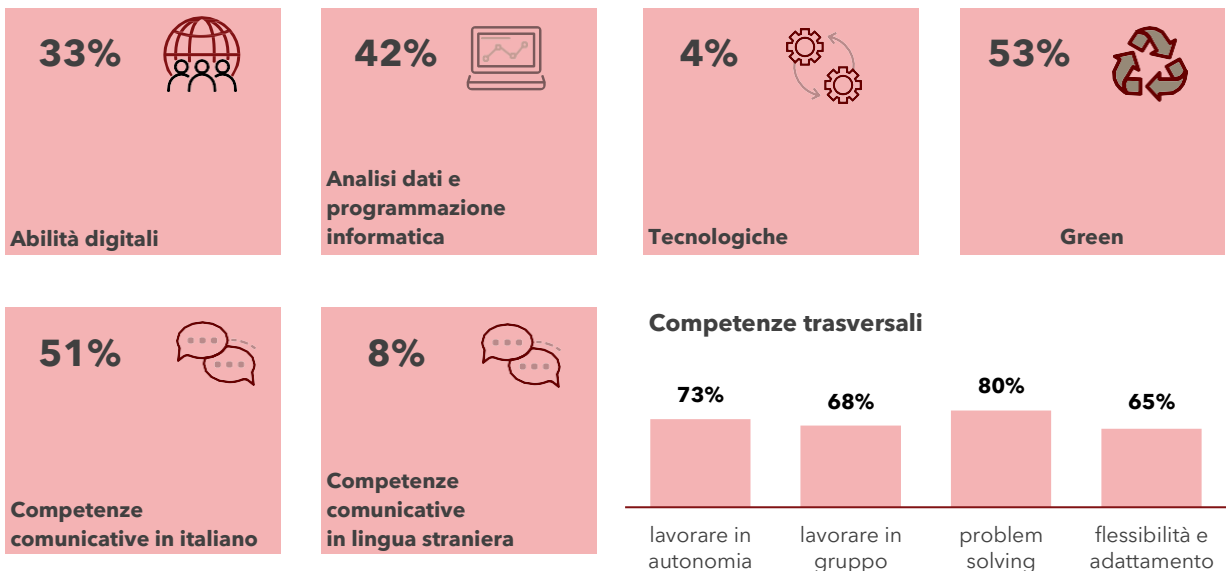 33%
Abilità digitali
42%
Analisi dati e
programmazione
informatica
4%
Tecnologiche
53%
Green
51%
Competenze
comunicative in italiano
8%
Competenze
comunicative
in lingua straniera
Competenze trasversali
73%
68%
80%
65%
lavorare in
autonomia
lavorare in
gruppo
problem
solving
flessibilità e
adattamento